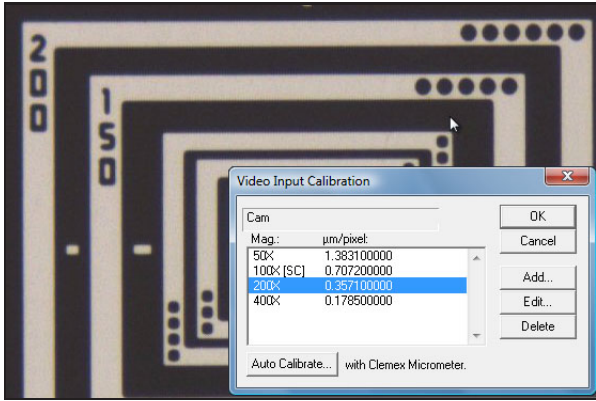 200
150
Video Input Calibration
Cam
Mag.: µm/pixel:
50X 1.383100000
100X [SC] 0.707200000
200X 0.357100000
400X 0.178500000
OK
Cancel
Add...
Edit...
Delete
Auto Calibrate... with Clemex Micrometer.